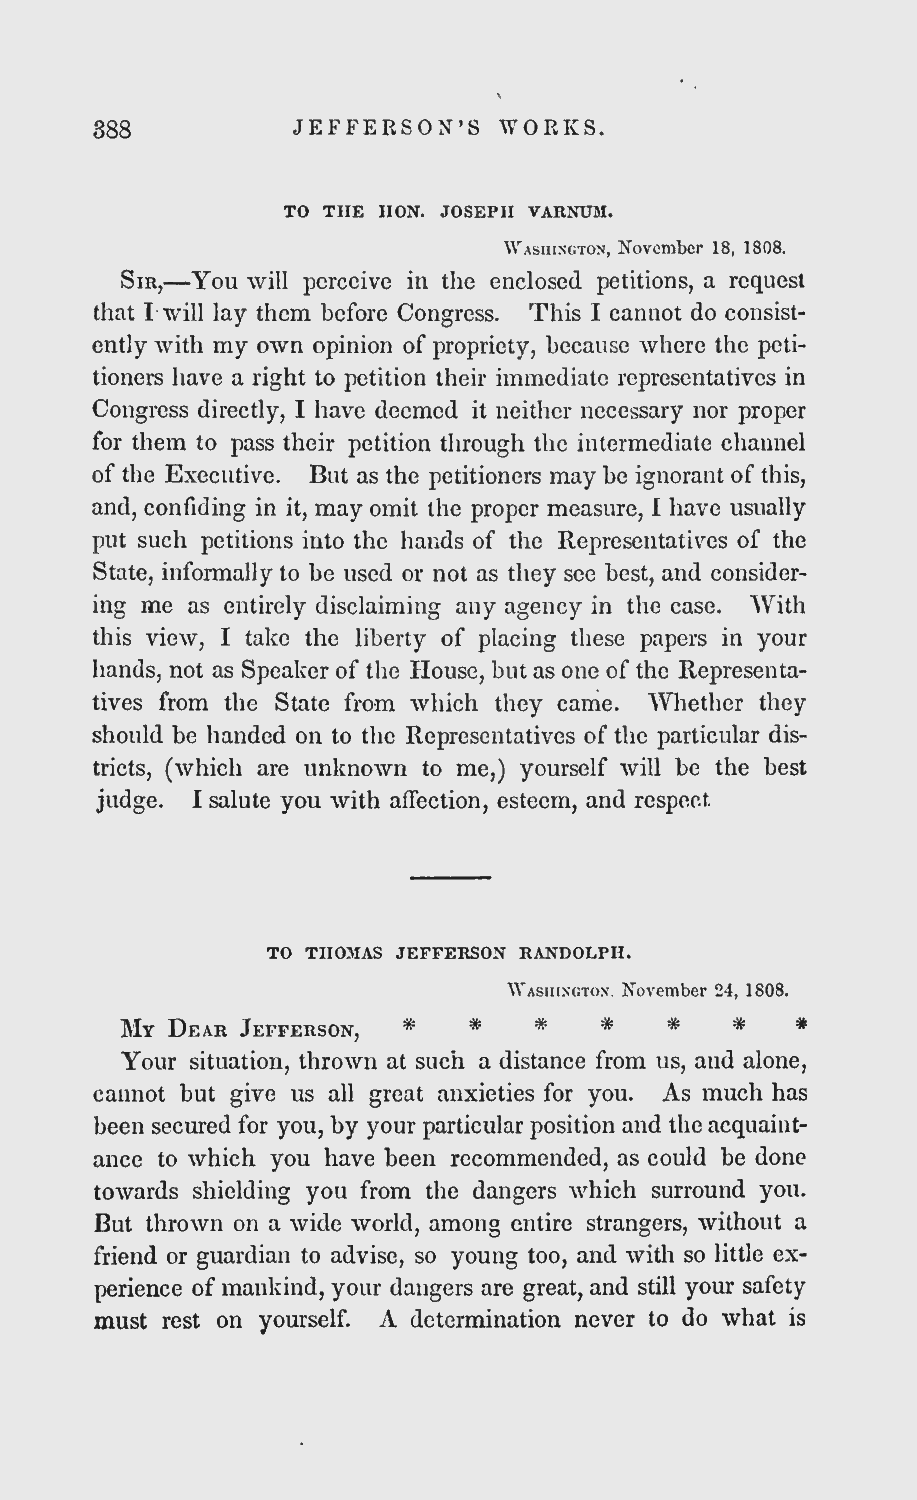 388 JEFFERSON'S WORKS.
TO THE HON. JOSEPH VARNUM.
WASHINGTON, November 18, 1808.
SIR,—You will perceive in the enclosed petitions, a request
that I will lay them before Congress. This I cannot do consist-
ently with my own opinion of propriety, because where the peti-
tioners have a right to petition their immediate representatives in
Congress directly, I have deemed it neither necessary nor proper
for them to pass their petition through the intermediate channel
of the Executive. But as the petitioners may be ignorant of this,
and, confiding in it, may omit the proper measure, I have usually
put such petitions into the hands of the Representatives of the
State, informally to be used or not as they see best, and consider-
ing me as entirely disclaiming any agency in the case. With
this view, I take the liberty of placing these papers in your
hands, not as Speaker of the House, but as one of the Representa-
tives from the State from which they came. Whether they
should be handed on to the Representatives of the particular dis-
tricts, (which are unknown to me,) yourself will be the best
judge. I salute you with affection, esteem, and respect.
TO THOMAS JEFFERSON RANDOLPH.
WASHINGTON. November 24, 1808.
MY DEAR JEFFERSON, * * * * * * *
Your situation, thrown at such a distance from us, and alone,
cannot but give us all great anxieties for you. As much has
been secured for you, by your particular position and the acquaint-
ance to which you have been recommended, as could be done
towards shielding you from the dangers which surround you.
But thrown on a wide world, among entire strangers, without a
friend or guardian to advise, so young too, and with so little ex-
perience of mankind, your dangers are great, and still your safety
must rest on yourself. A determination never to do what is